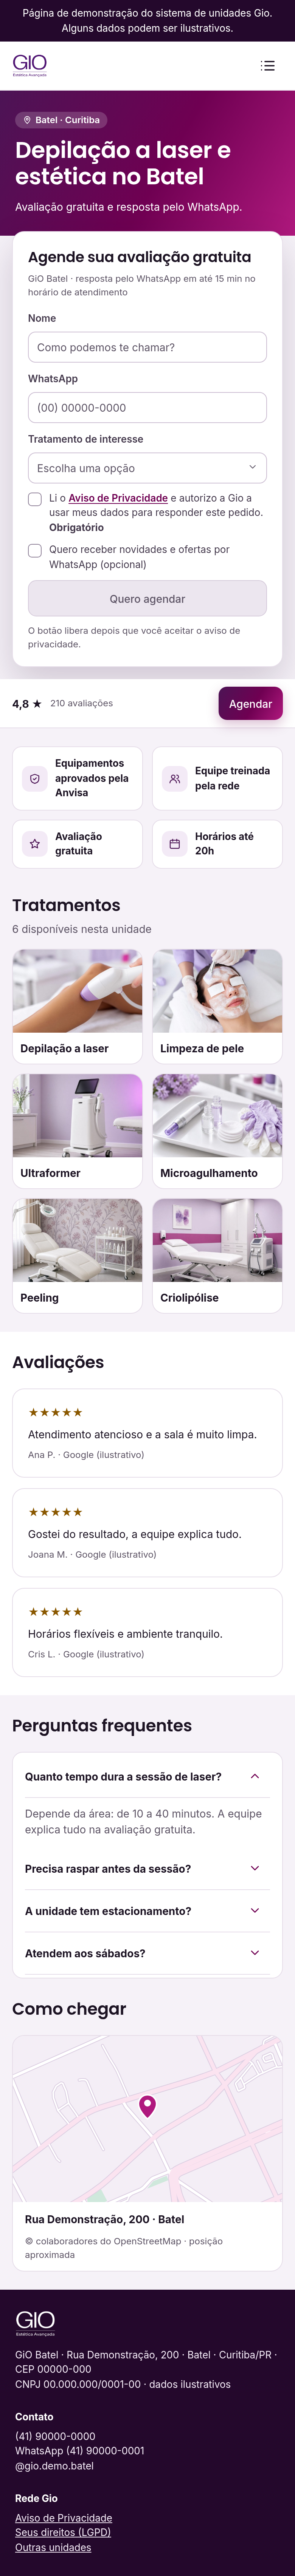 Página de demonstração do sistema de unidades Gio.
Alguns dados podem ser ilustrativos.
GIO
Estética Avançada
Batel · Curitiba
Depilação a laser e
estética no Batel
Avaliação gratuita e resposta pelo WhatsApp.
Agende sua avaliação gratuita
GiO Batel · resposta pelo WhatsApp em até 15 min no
horário de atendimento
Nome
Como podemos te chamar?
WhatsApp
(00) 00000-0000
Tratamento de interesse
Escolha uma opção
Li o Aviso de Privacidade e autorizo a Gio a
usar meus dados para responder este pedido.
Obrigatório
Quero receber novidades e ofertas por
WhatsApp (opcional)
Quero agendar
O botão libera depois que você aceitar o aviso de
privacidade.
4,8 ★ 210 avaliações
Agendar
Equipamentos
aprovados pela
Anvisa
Equipe treinada
pela rede
Avaliação
gratuita
Horários até
20h
Tratamentos
6 disponíveis nesta unidade
Depilação a laser
Limpeza de pele
Ultraformer
Microagulhamento
Peeling
Criolipólise
Avaliações
★★★★★
Atendimento atencioso e a sala é muito limpa.
Ana P. · Google (ilustrativo)
★★★★★
Gostei do resultado, a equipe explica tudo.
Joana M. · Google (ilustrativo)
★★★★★
Horários flexíveis e ambiente tranquilo.
Cris L. · Google (ilustrativo)
Perguntas frequentes
Quanto tempo dura a sessão de laser?
Depende da área: de 10 a 40 minutos. A equipe
explica tudo na avaliação gratuita.
Precisa raspar antes da sessão?
A unidade tem estacionamento?
Atendem aos sábados?
Como chegar
Rua Demonstração, 200 · Batel
© colaboradores do OpenStreetMap · posição
aproximada
GIO
Estética Avançada
GiO Batel · Rua Demonstração, 200 · Batel · Curitiba/PR ·
CEP 00000-000
CNPJ 00.000.000/0001-00 · dados ilustrativos
Contato
(41) 90000-0000
WhatsApp (41) 90000-0001
@gio.demo.batel
Rede Gio
Aviso de Privacidade
Seus direitos (LGPD)
Outras unidades